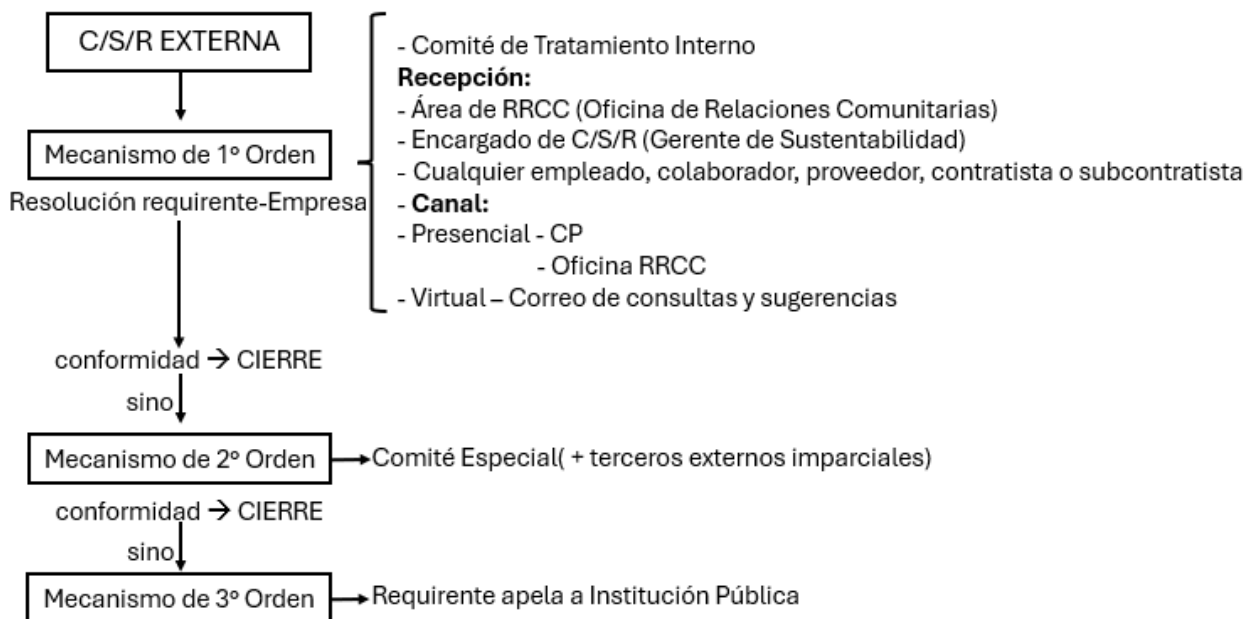 C/S/R EXTERNA
Mecanismo de 1º Orden
Resolución requirente-Empresa
- Comité de Tratamiento Interno
Recepción:
- Área de RRCC (Oficina de Relaciones Comunitarias)
- Encargado de C/S/R (Gerente de Sustentabilidad)
- Cualquier empleado, colaborador, proveedor, contratista o subcontratista
- Canal:
- Presencial - CP
- Oficina RRCC
- Virtual – Correo de consultas y sugerencias
conformidad → CIERRE
sino
Mecanismo de 2º Orden
Comité Especial( + terceros externos imparciales)
conformidad → CIERRE
sino
Mecanismo de 3º Orden
Requirente apela a Institución Pública